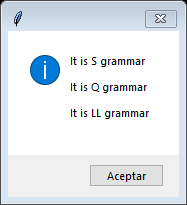 It is S grammar
It is Q grammar
It is LL grammar
Aceptar